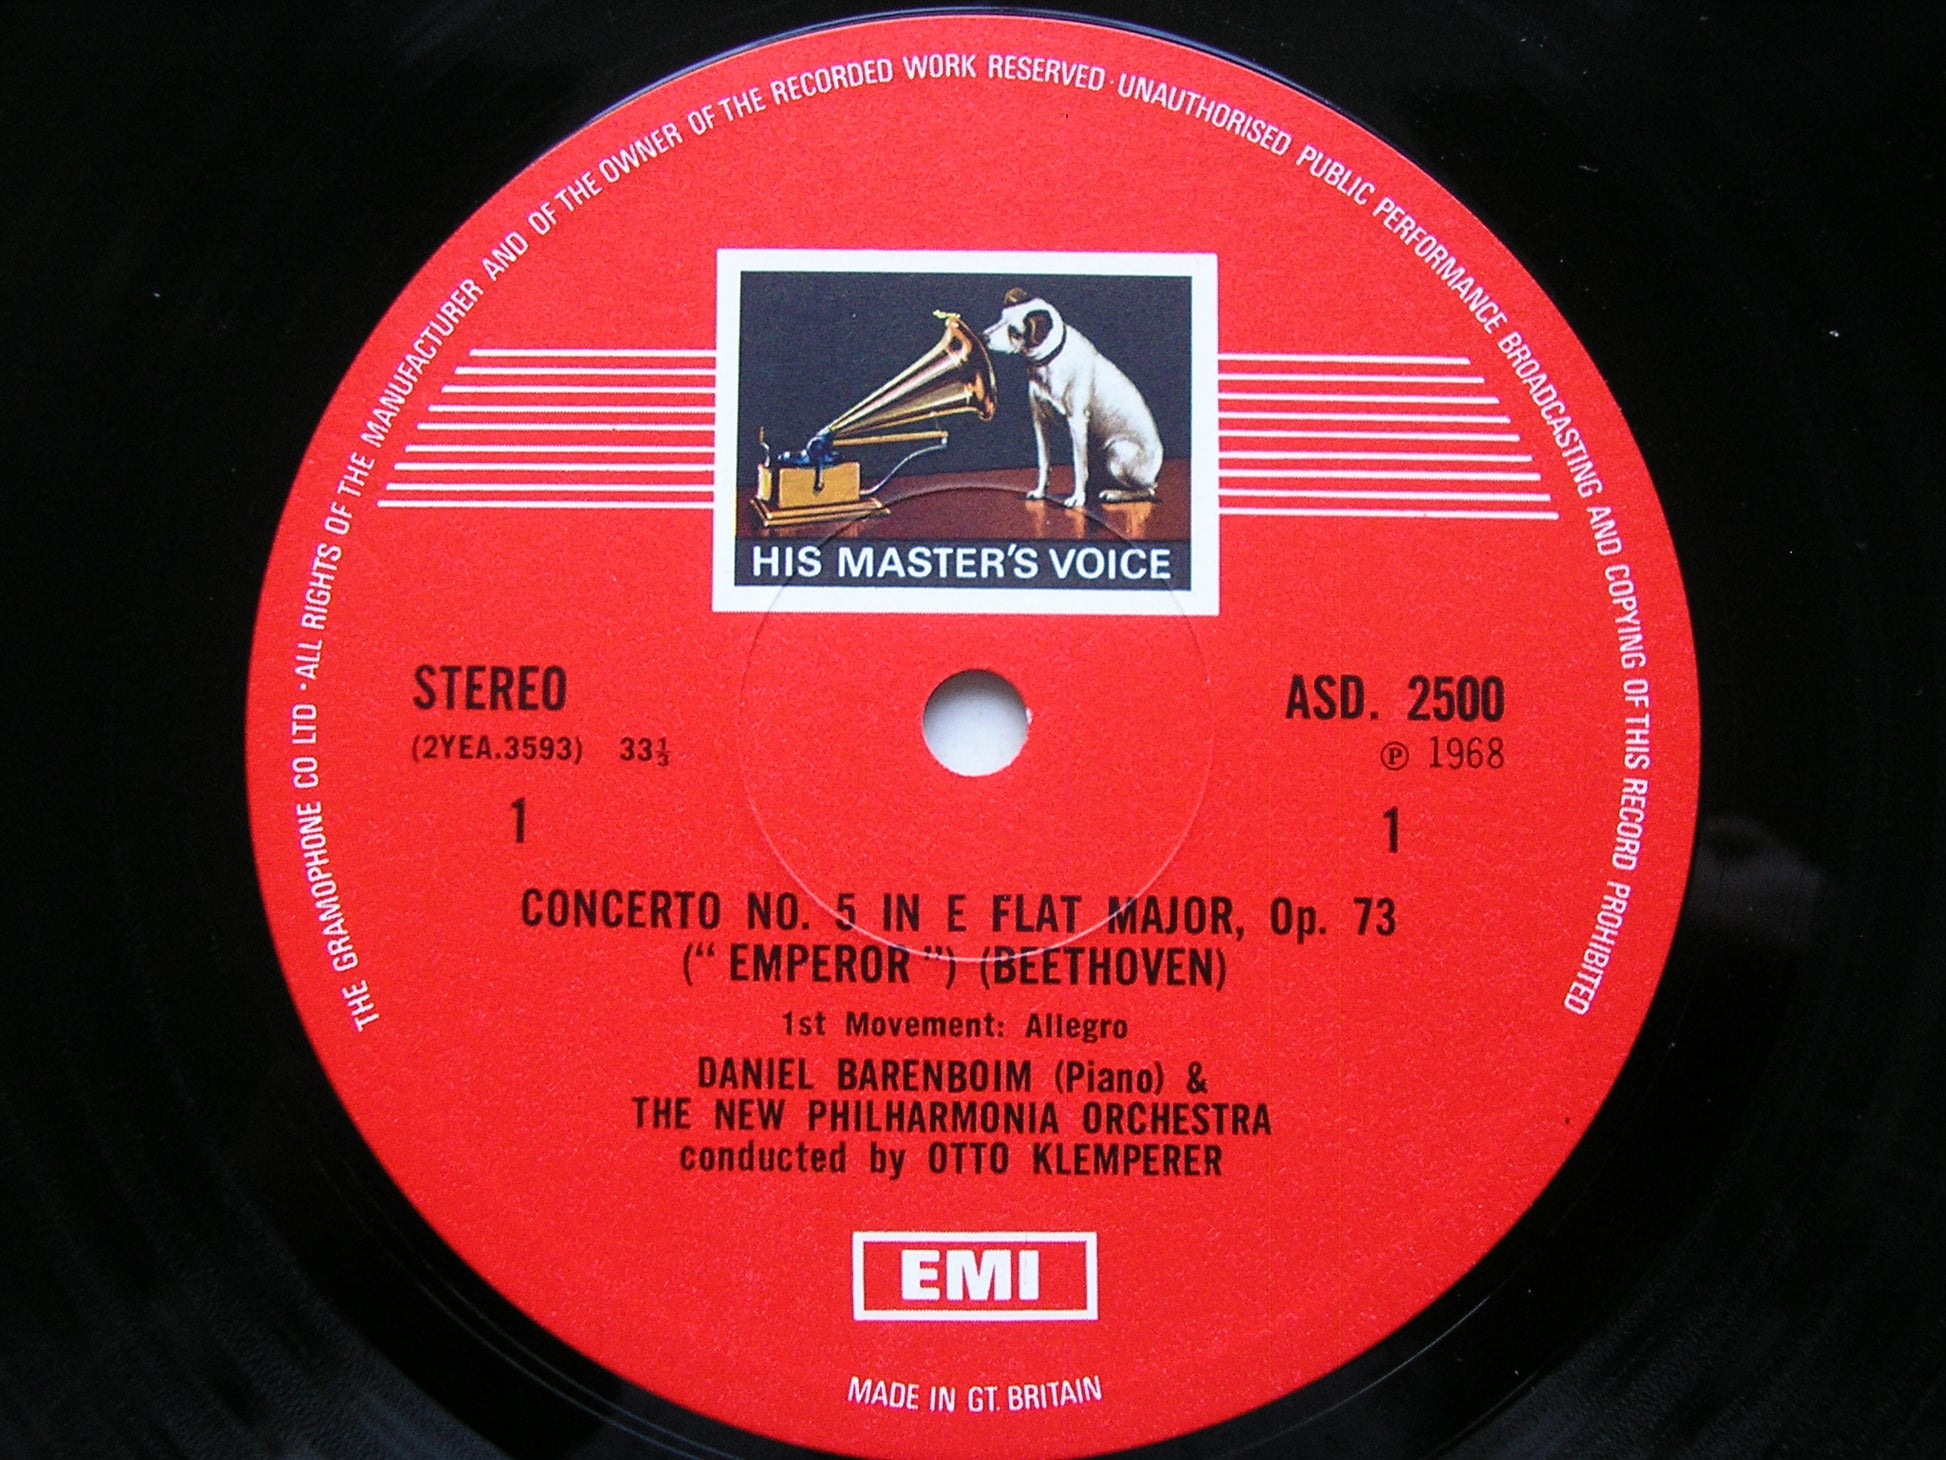 THE GRAMOPHONE CO LTD · ALL RIGHTS OF THE MANUFACTURER AND OF THE OWNER OF THE RECORDED WORK RESERVED · UNAUTHORISED PUBLIC PERFORMANCE BROADCASTING AND COPYING OF THIS RECORD PROHIBITED
HIS MASTER'S VOICE
STEREO ASD. 2500
(2YEA.3593) 33⅓ ℗ 1968
1 1
CONCERTO NO. 5 IN E FLAT MAJOR, Op. 73
(“ EMPEROR ”) (BEETHOVEN)
1st Movement: Allegro
DANIEL BARENBOIM (Piano) &
THE NEW PHILHARMONIA ORCHESTRA
conducted by OTTO KLEMPERER
EMI
MADE IN GT. BRITAIN